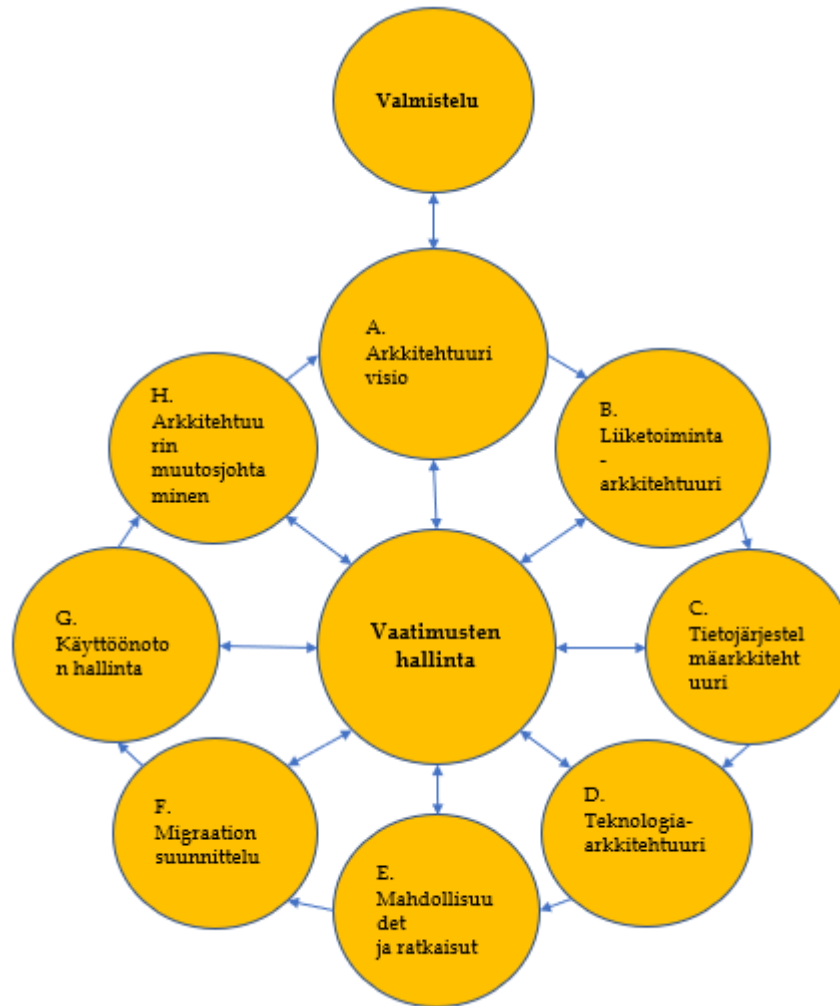 Valmistelu
A.
Arkkitehtuuri
visio
B.
Liiketoiminta
-
arkkitehtuuri
C.
Tietojärjestel
mäarkkiteht
uuri
D.
Teknologia-
arkkitehtuuri
E.
Mahdollisuu
det
ja ratkaisut
F.
Migraation
suunnittelu
G.
Käyttöönoto
n hallinta
H.
Arkkitehtuu
rin
muutosjohta
minen
Vaatimusten
hallinta